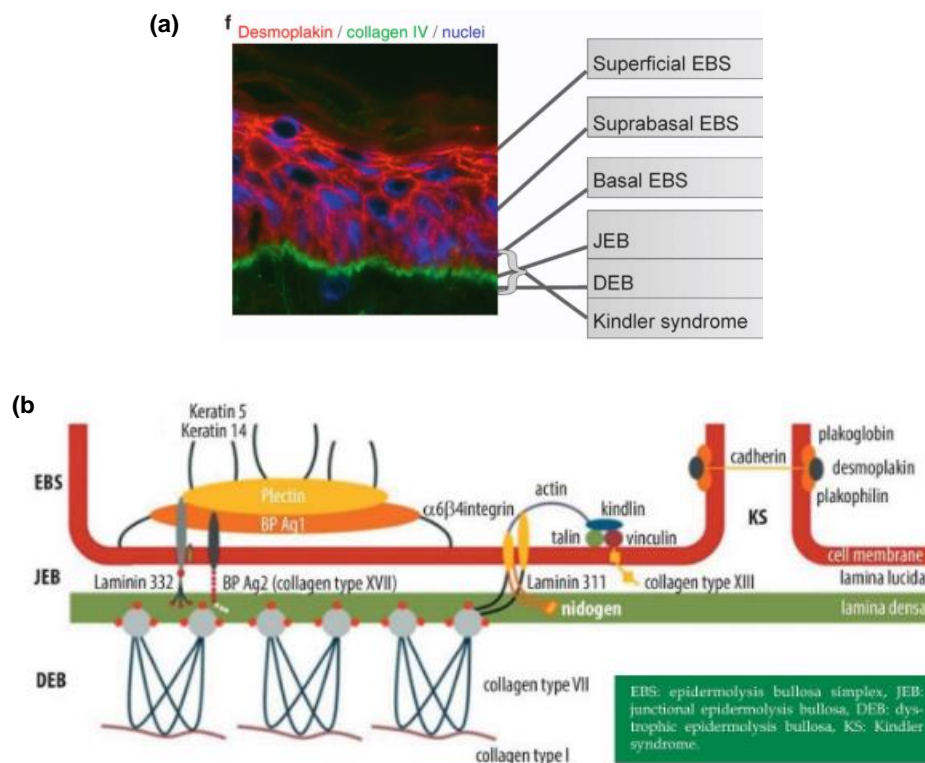 (a)
f
Desmoplakin / collagen IV / nuclei
Superficial EBS
Suprabasal EBS
Basal EBS
JEB
DEB
Kindler syndrome
(b
Keratin 5
Keratin 14
EBS
Plectin
BP Ag1
α6β4integrin
actin
kindlin
talin
vinculin
cadherin
plakoglobin
desmoplakin
plakophilin
KS
cell membrane
JEB
Laminin 332
BP Ag2 (collagen type XVII)
Laminin 311
collagen type XIII
lamina lucida
nidogen
lamina densa
DEB
collagen type VII
collagen type I
EBS: epidermolysis bullosa simplex, JEB:
junctional epidermolysis bullosa, DEB: dys-
trophic epidermolysis bullosa, KS: Kindler
syndrome.